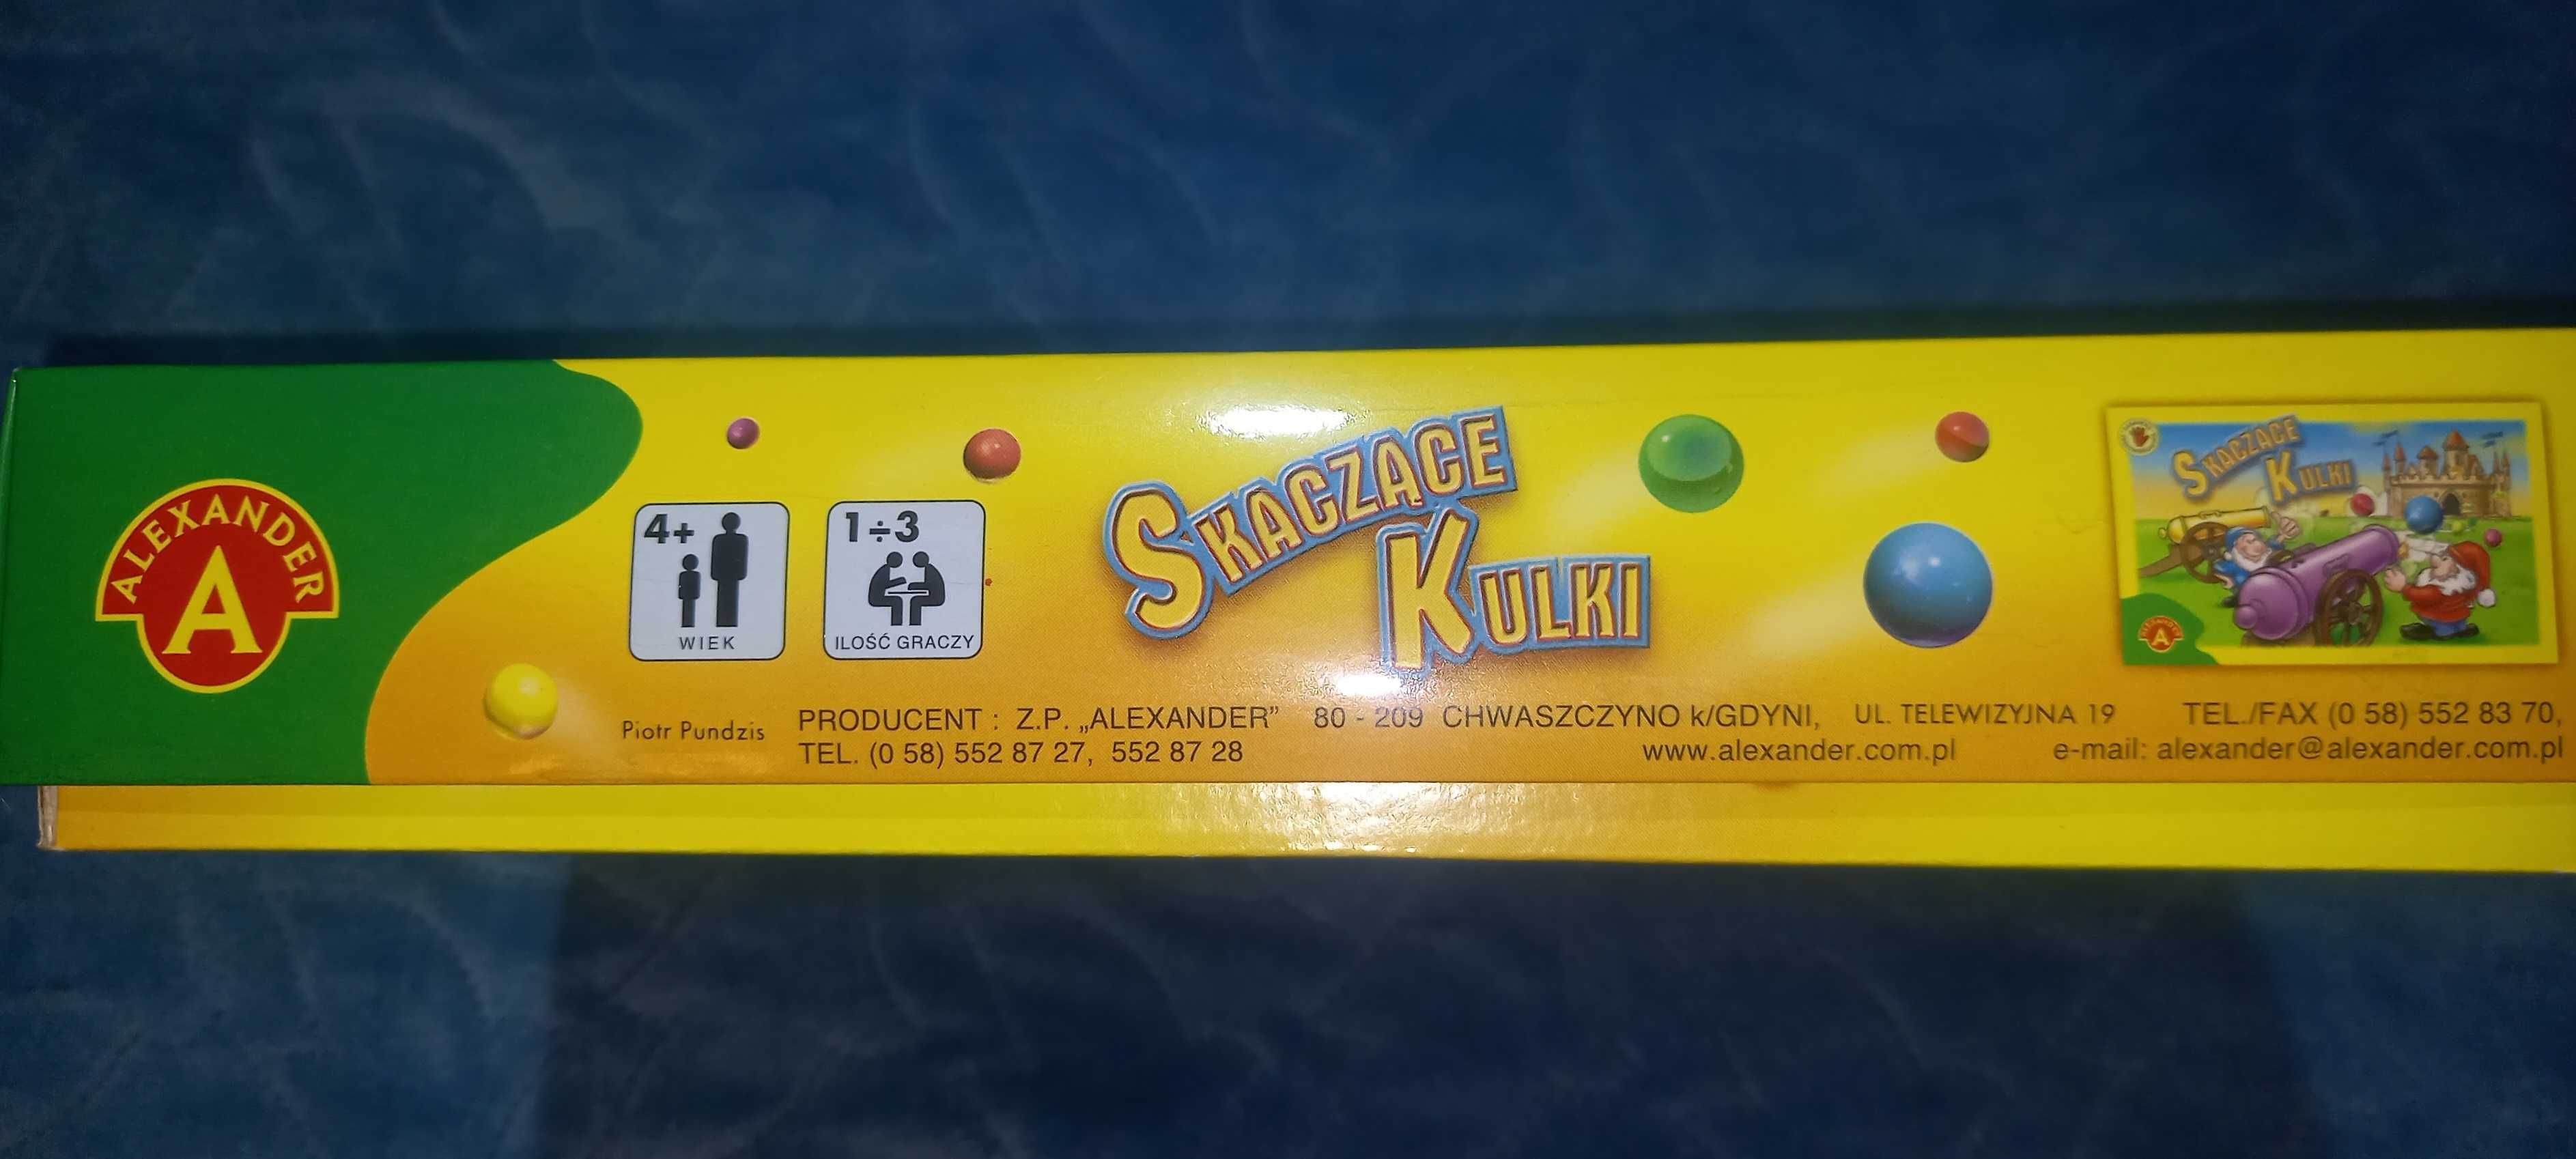 ALEXANDER
A
4+
WIEK
1÷3
ILOŚĆ GRACZY
SKACZĄCE
KULKI
SKACZĄCE
KULKI
ALEXANDER
A
Piotr Pundzis
PRODUCENT : Z.P. „ALEXANDER” 80 - 209 CHWASZCZYNO k/GDYNI, UL. TELEWIZYJNA 19 TEL./FAX (0 58) 552 83 70,
TEL. (0 58) 552 87 27, 552 87 28 www.alexander.com.pl e-mail: alexander@alexander.com.pl